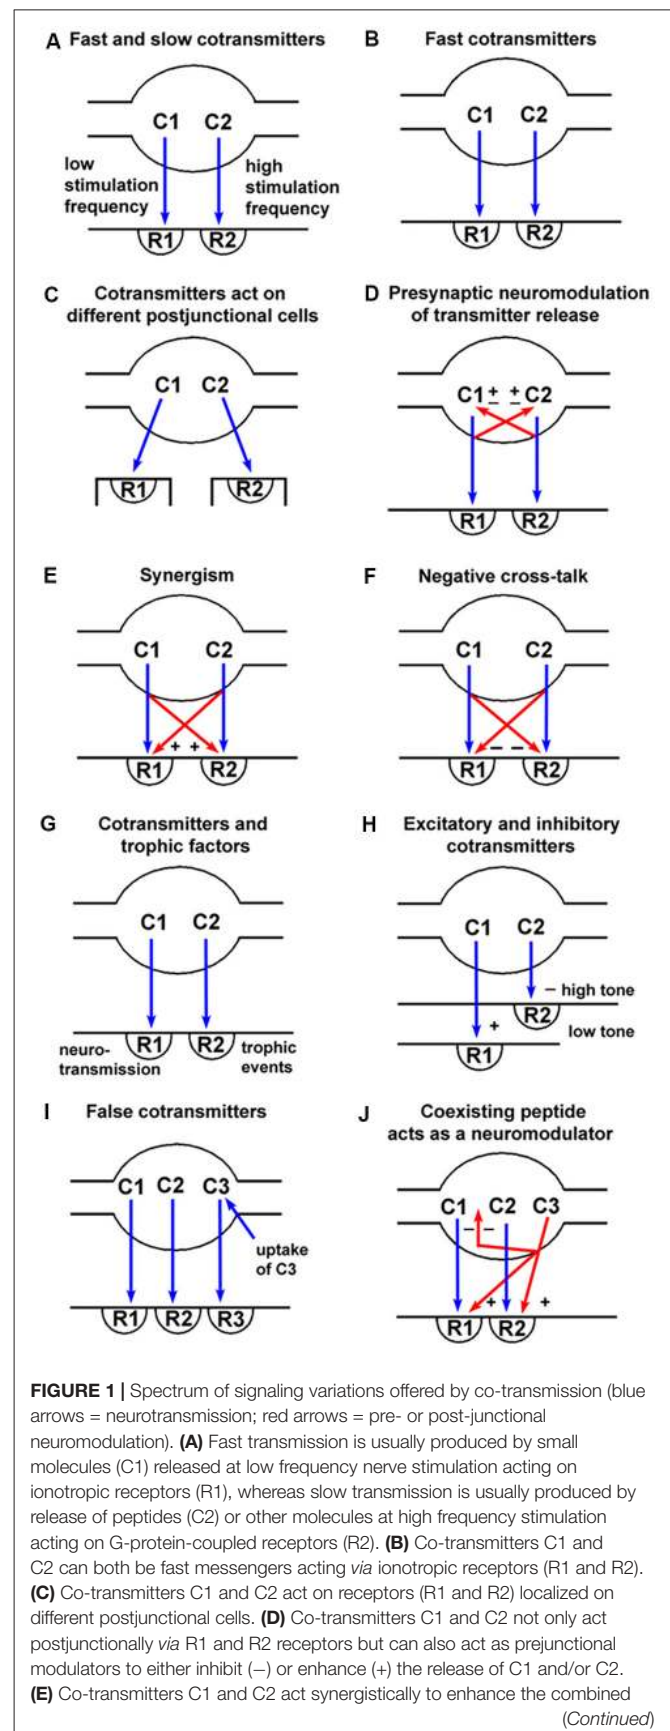 A Fast and slow cotransmitters
C1 C2
low stimulation frequency
high stimulation frequency
R1 R2
B Fast cotransmitters
C1 C2
R1 R2
C Cotransmitters act on
different postjunctional cells
C1 C2
R1 R2
D Presynaptic neuromodulation
of transmitter release
C1 + − + − C2
R1 R2
E Synergism
C1 C2
+ +
R1 R2
F Negative cross-talk
C1 C2
− −
R1 R2
G Cotransmitters and
trophic factors
C1 C2
neuro-
transmission
R1 R2
trophic
events
H Excitatory and inhibitory
cotransmitters
C1 C2
− high tone
R2
+ low tone
R1
I False cotransmitters
C1 C2 C3
uptake
of C3
R1 R2 R3
J Coexisting peptide
acts as a neuromodulator
C1 C2 C3
− −
+ +
R1 R2
FIGURE 1 | Spectrum of signaling variations offered by co-transmission (blue
arrows = neurotransmission; red arrows = pre- or post-junctional
neuromodulation). (A) Fast transmission is usually produced by small
molecules (C1) released at low frequency nerve stimulation acting on
ionotropic receptors (R1), whereas slow transmission is usually produced by
release of peptides (C2) or other molecules at high frequency stimulation
acting on G-protein-coupled receptors (R2). (B) Co-transmitters C1 and
C2 can both be fast messengers acting via ionotropic receptors (R1 and R2).
(C) Co-transmitters C1 and C2 act on receptors (R1 and R2) localized on
different postjunctional cells. (D) Co-transmitters C1 and C2 not only act
postjunctionally via R1 and R2 receptors but can also act as prejunctional
modulators to either inhibit (−) or enhance (+) the release of C1 and/or C2.
(E) Co-transmitters C1 and C2 act synergistically to enhance the combined
(Continued)